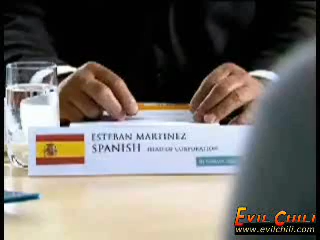 ESTEBAN MARTINEZ
SPANISH HEAD OF CORPORATION
EVIL CHILI
www.evilchili.com